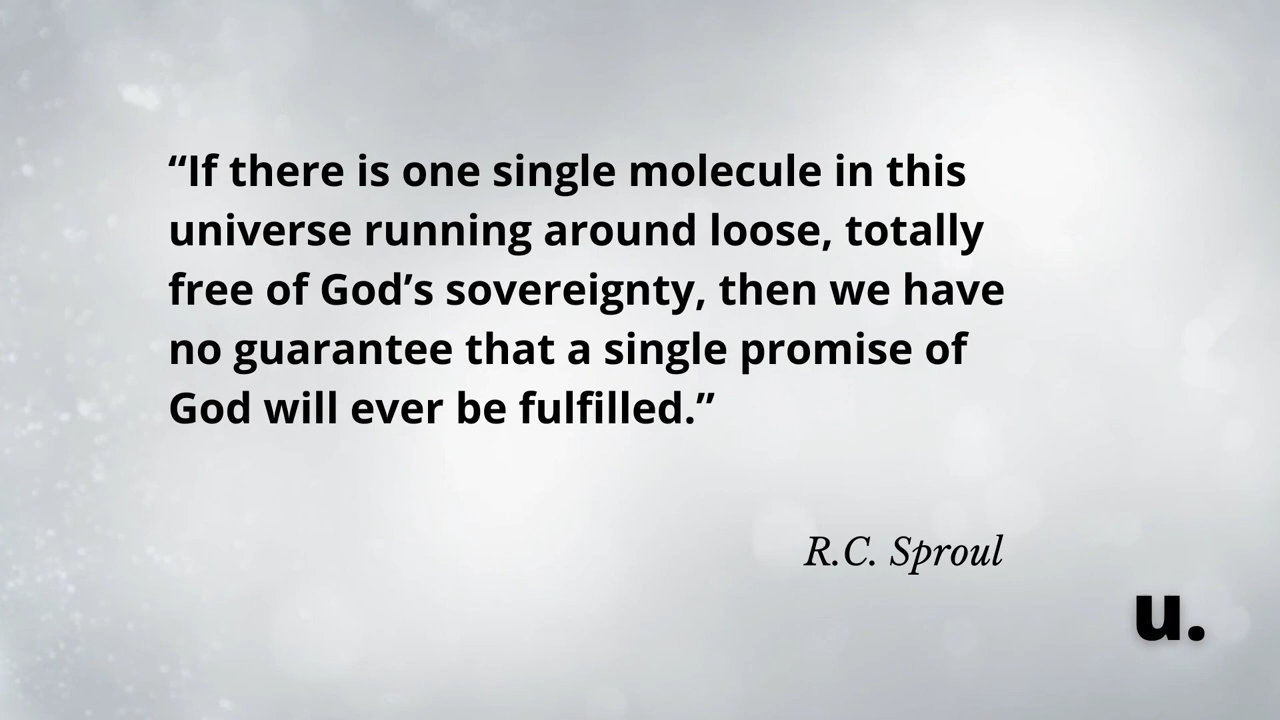 “If there is one single molecule in this
universe running around loose, totally
free of God’s sovereignty, then we have
no guarantee that a single promise of
God will ever be fulfilled.”
R.C. Sproul
u.